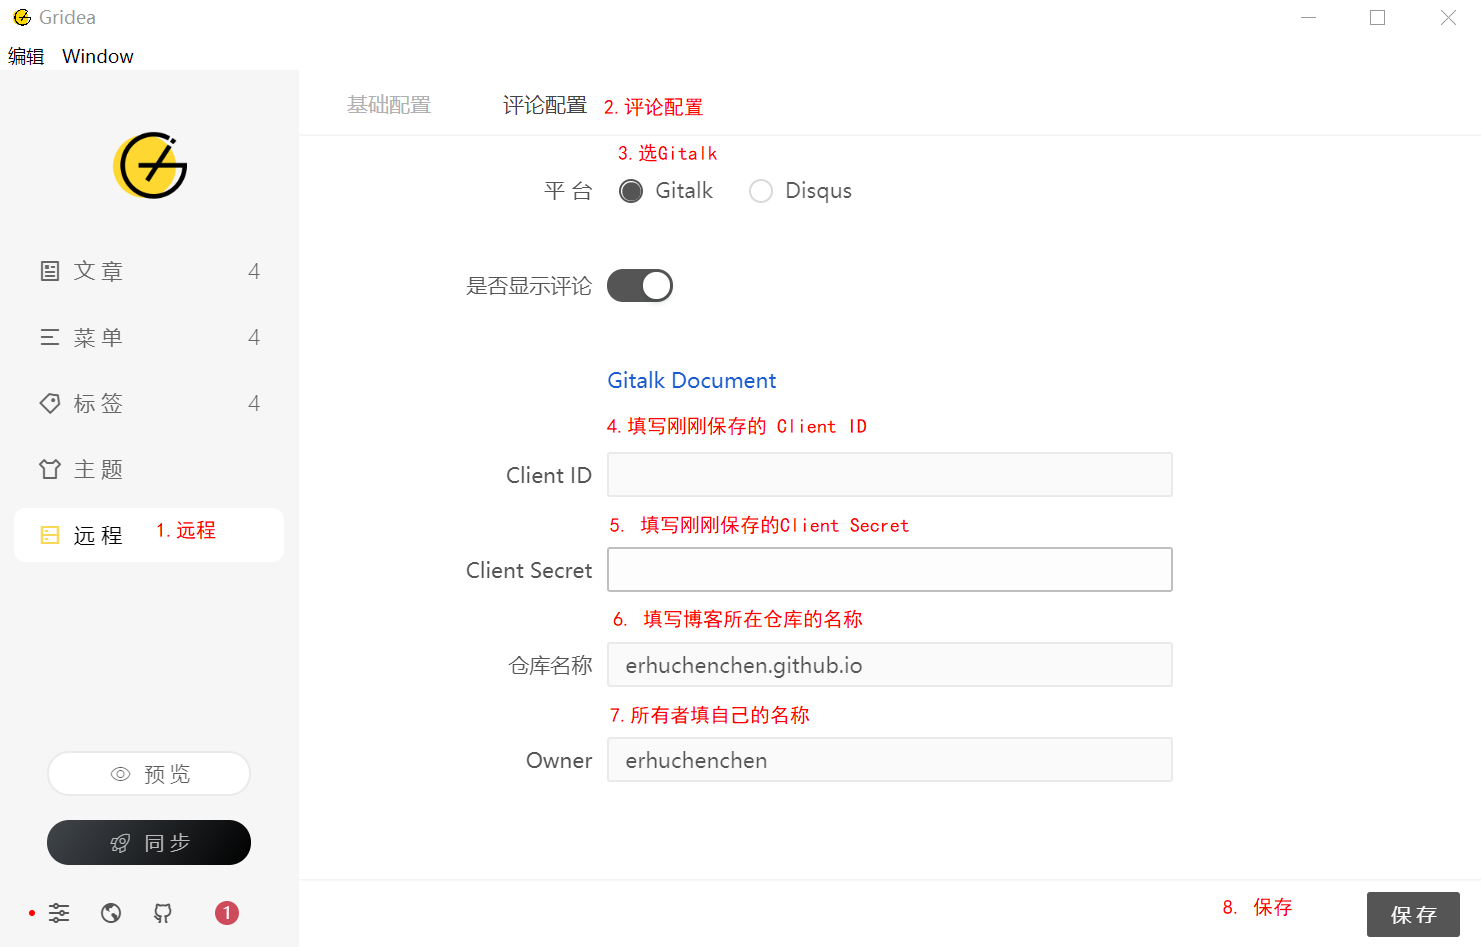 Gridea
编辑 Window
基础配置 评论配置 2. 评论配置
3. 选Gitalk
平 台 Gitalk Disqus
文 章 4
是否显示评论
菜 单 4
Gitalk Document
标 签 4
4. 填写刚刚保存的 Client ID
主 题
Client ID
远 程 1. 远程
5. 填写刚刚保存的Client Secret
Client Secret
6. 填写博客所在仓库的名称
仓库名称 erhuchenchen.github.io
7. 所有者填自己的名称
Owner erhuchenchen
预 览
同 步
1
8. 保存
保 存